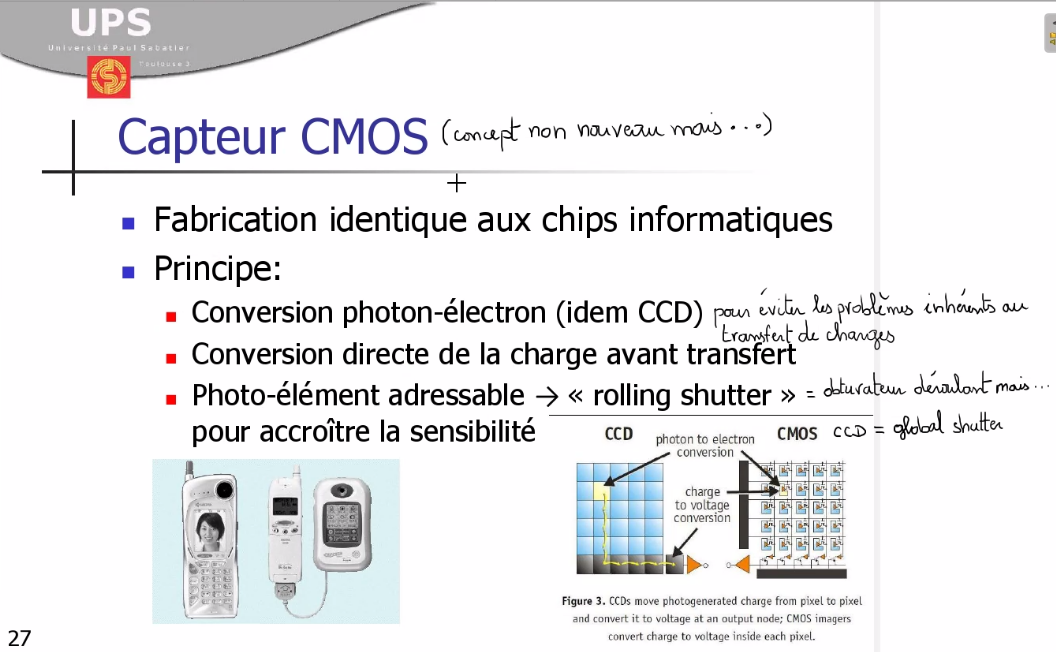 UPS
Université Paul Sabatier
Toulouse 3
Capteur CMOS (concept non nouveau mais...)
Fabrication identique aux chips informatiques
Principe:
Conversion photon-électron (idem CCD) pour éviter les problèmes inhérents au
transfert de charges
Conversion directe de la charge avant transfert
Photo-élément adressable → « rolling shutter » = obturateur déroulant mais...
pour accroître la sensibilité
CCD = global shutter
CCD
photon to electron
conversion
CMOS
charge
to voltage
conversion
Figure 3. CCDs move photogenerated charge from pixel to pixel
and convert it to voltage at an output node; CMOS imagers
convert charge to voltage inside each pixel.
27